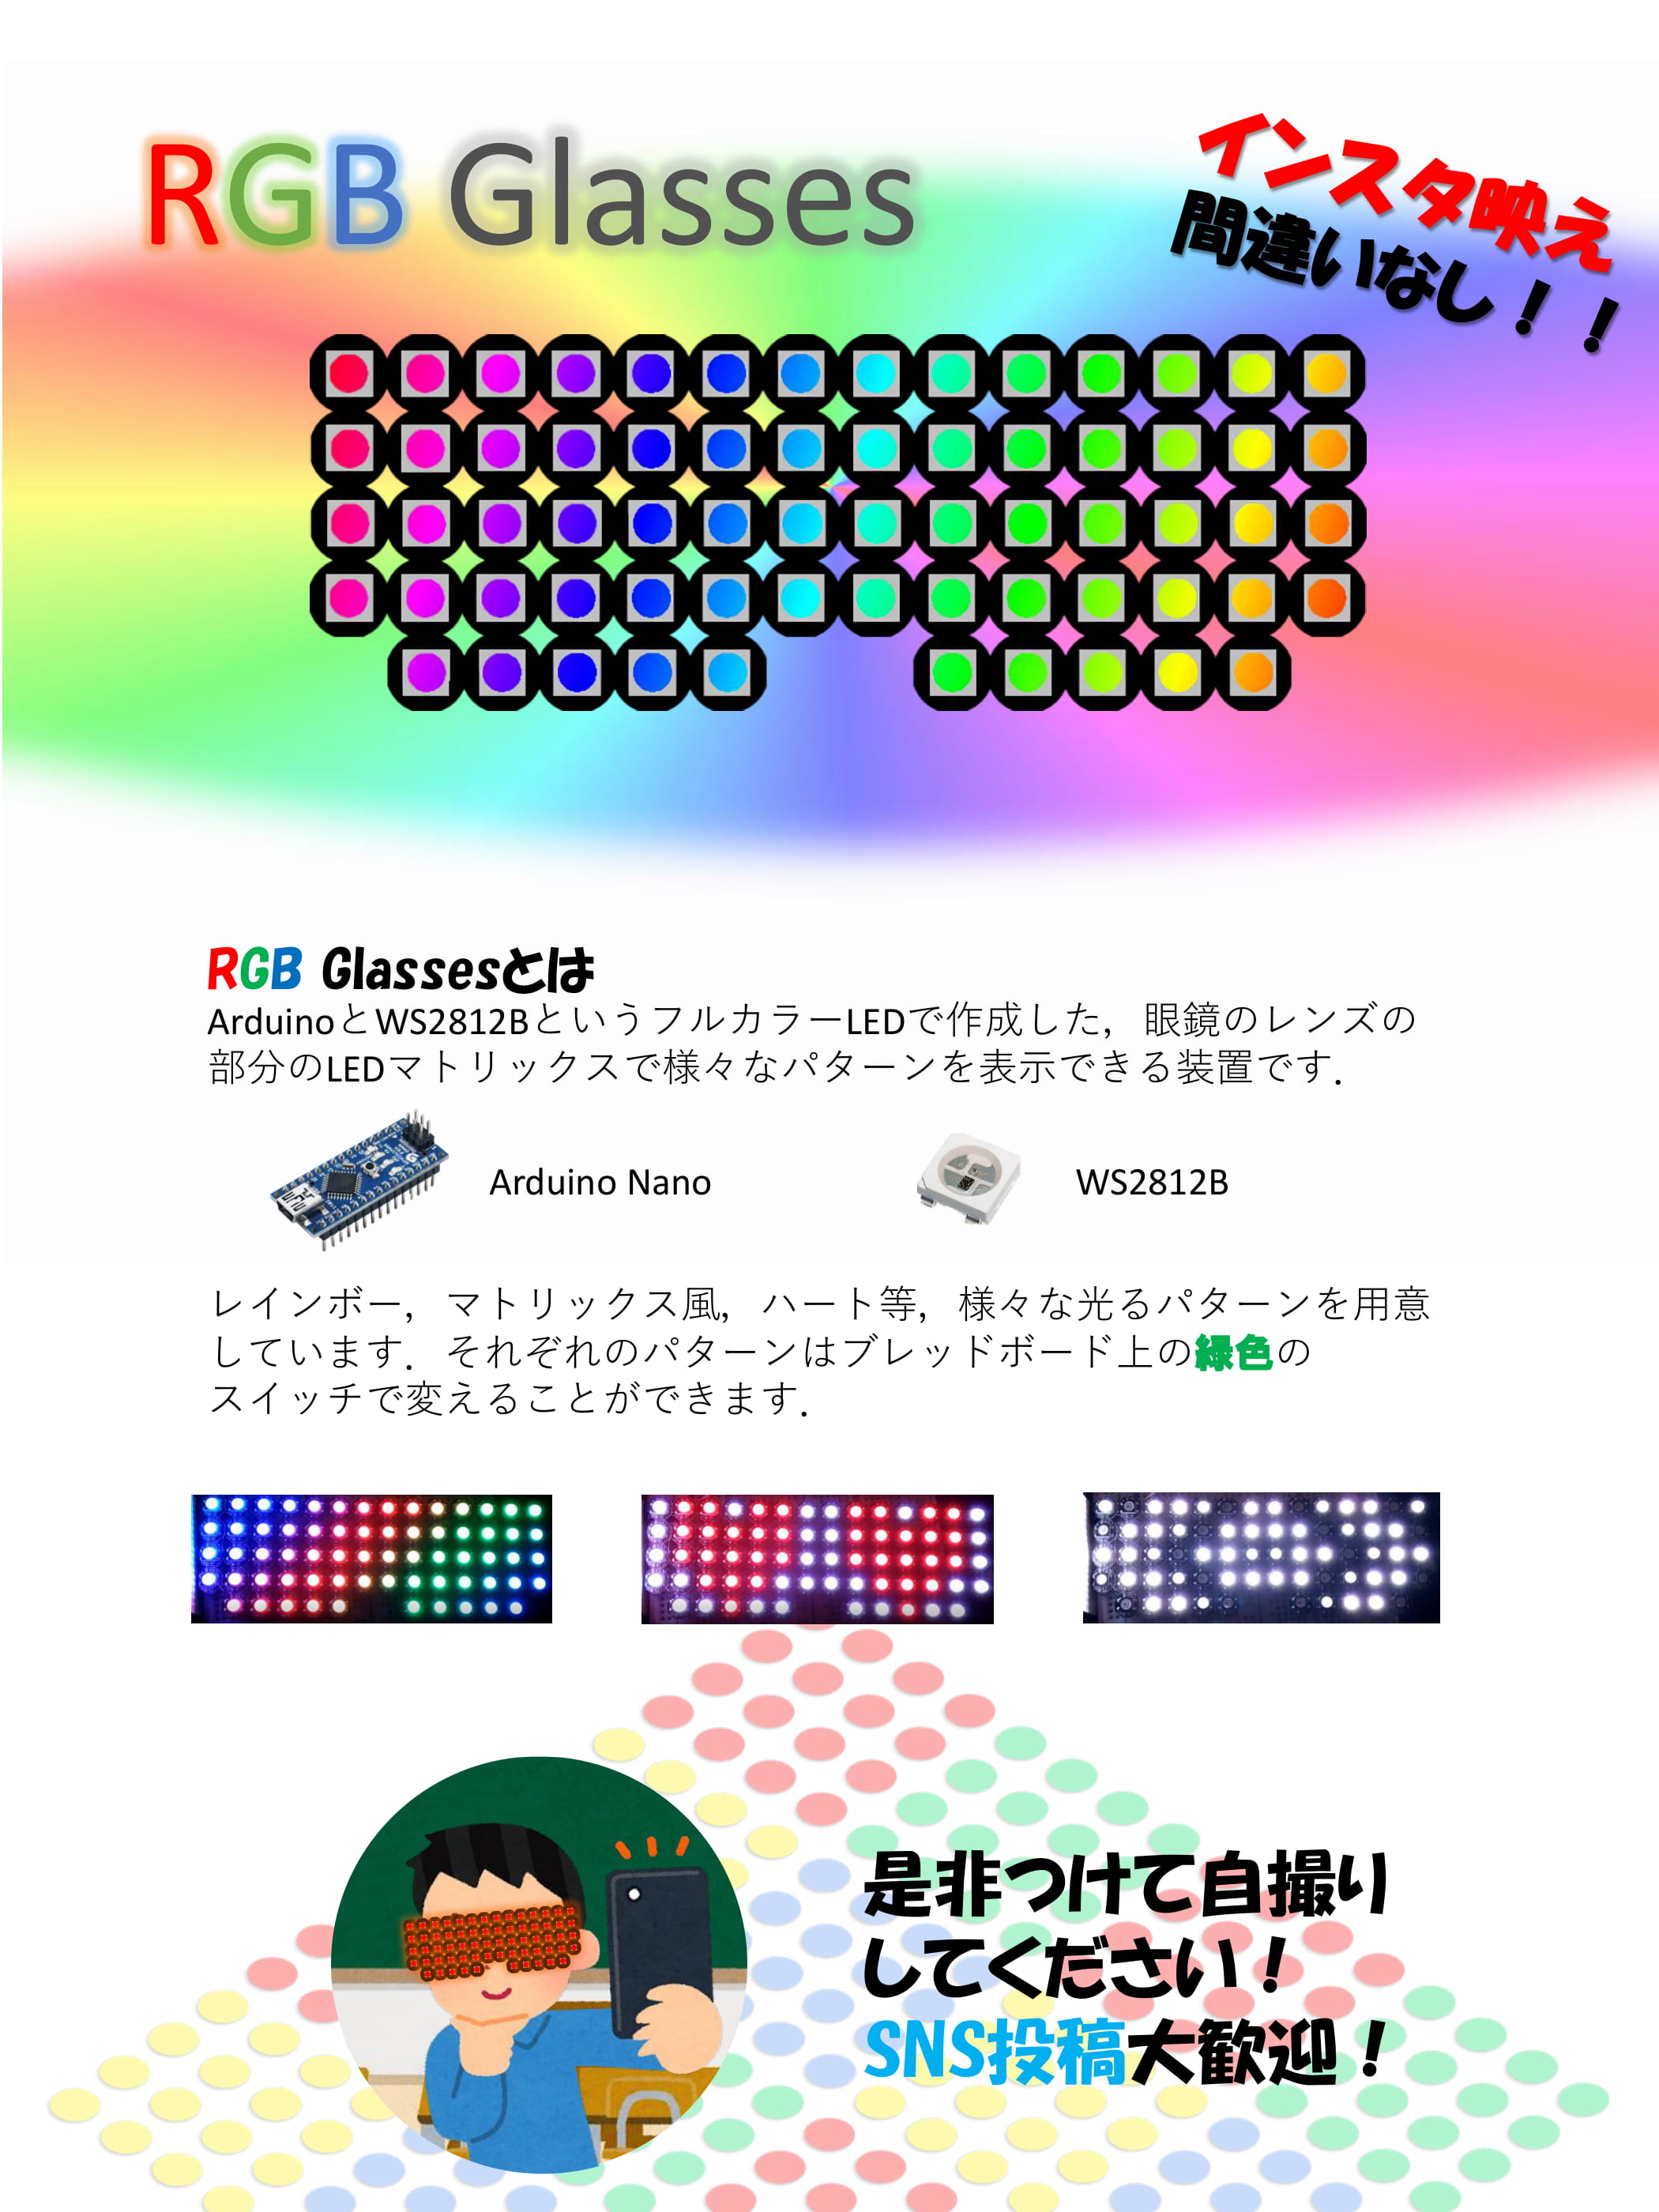 RGB Glasses
インスタ映え
間違いなし！！
RGB Glassesとは
ArduinoとWS2812BというフルカラーLEDで作成した，眼鏡のレンズの
部分のLEDマトリックスで様々なパターンを表示できる装置です．
Arduino Nano
WS2812B
レインボー，マトリックス風，ハート等，様々な光るパターンを用意
しています．それぞれのパターンはブレッドボード上の緑色の
スイッチで変えることができます．
是非つけて自撮り
してください！
SNS投稿大歓迎！